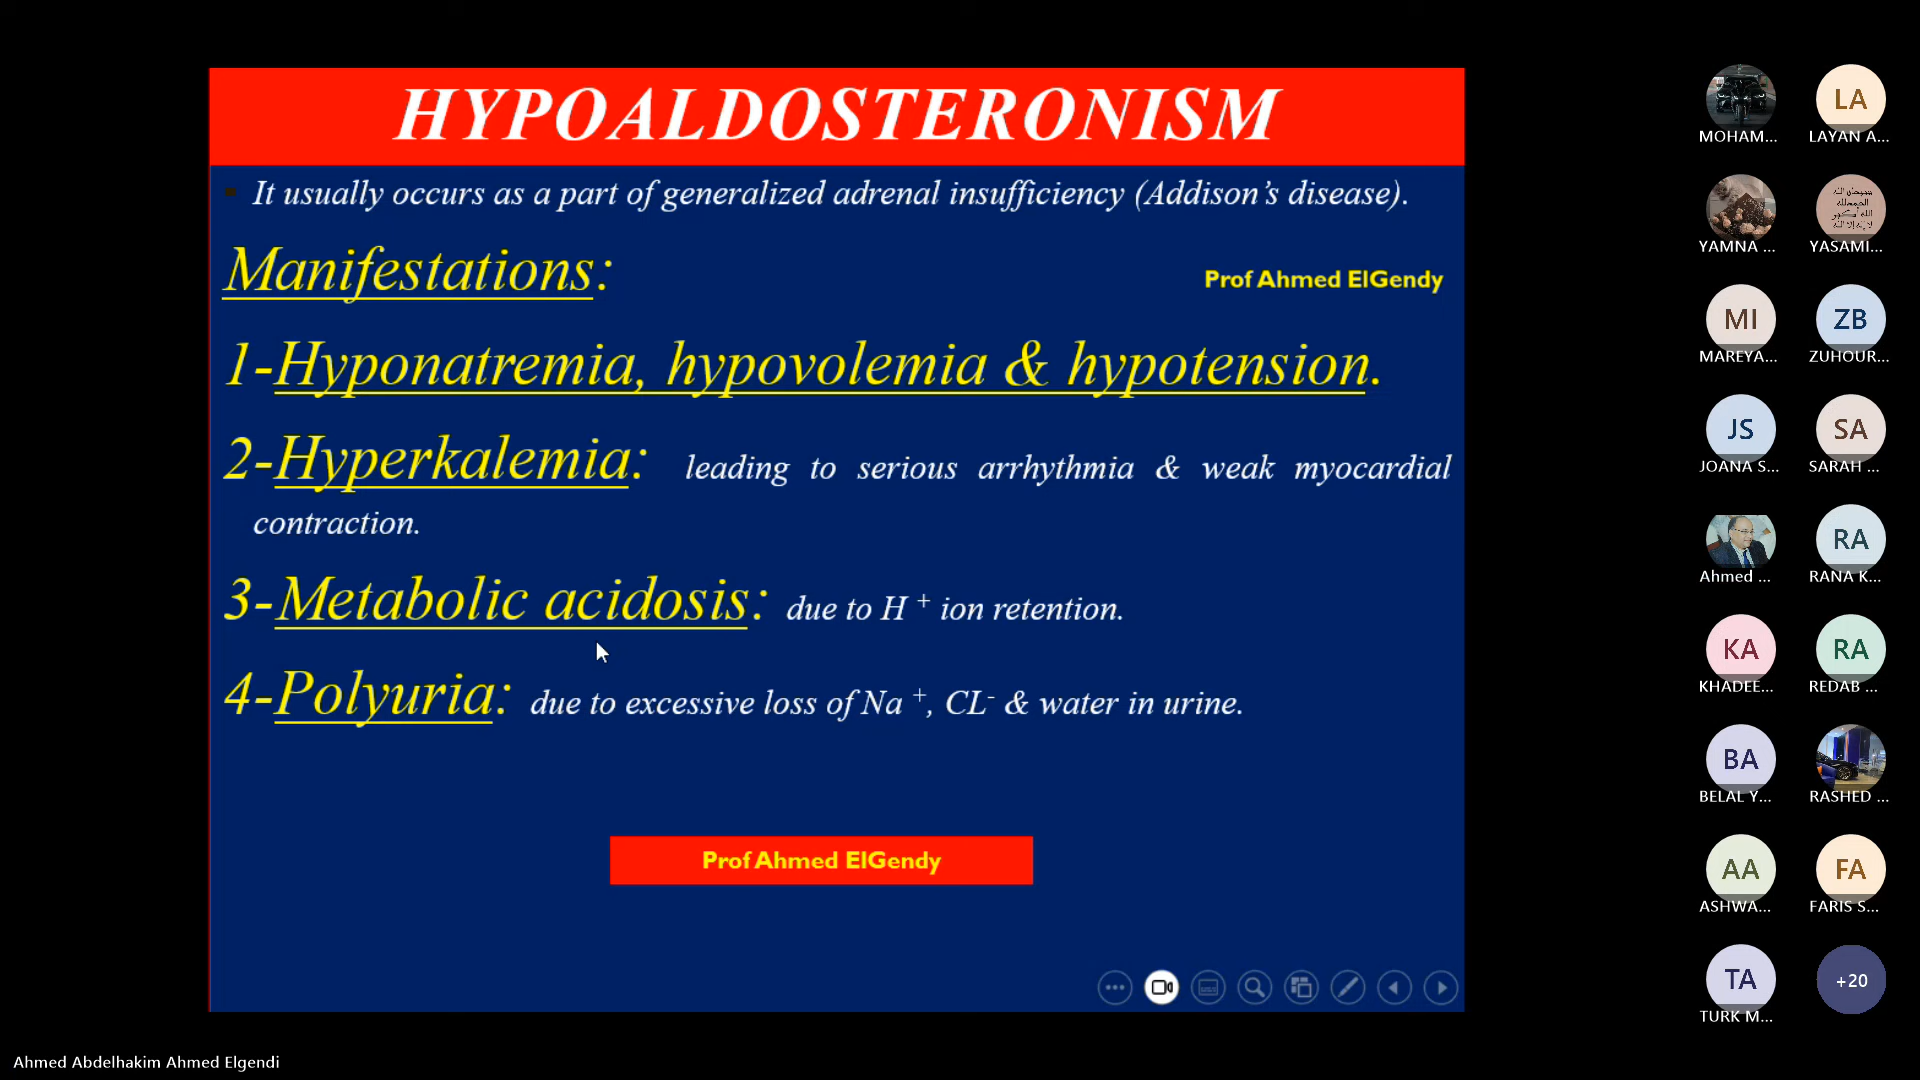 HYPOALDOSTERONISM
• It usually occurs as a part of generalized adrenal insufficiency (Addison’s disease).
Manifestations:
Prof Ahmed ElGendy
1-Hyponatremia, hypovolemia & hypotension.
2-Hyperkalemia: leading to serious arrhythmia & weak myocardial
contraction.
3-Metabolic acidosis: due to H + ion retention.
4-Polyuria: due to excessive loss of Na +, CL- & water in urine.
Prof Ahmed ElGendy
MOHAM...
LA
LAYAN A...
YAMNA ...
YASAMI...
MI
MAREYA...
ZB
ZUHOUR...
JS
JOANA S...
SA
SARAH ...
Ahmed ...
RA
RANA K...
KA
KHADEE...
RA
REDAB ...
BA
BELAL Y...
RASHED ...
AA
ASHWA...
FA
FARIS S...
TA
TURK M...
+20
Ahmed Abdelhakim Ahmed Elgendi